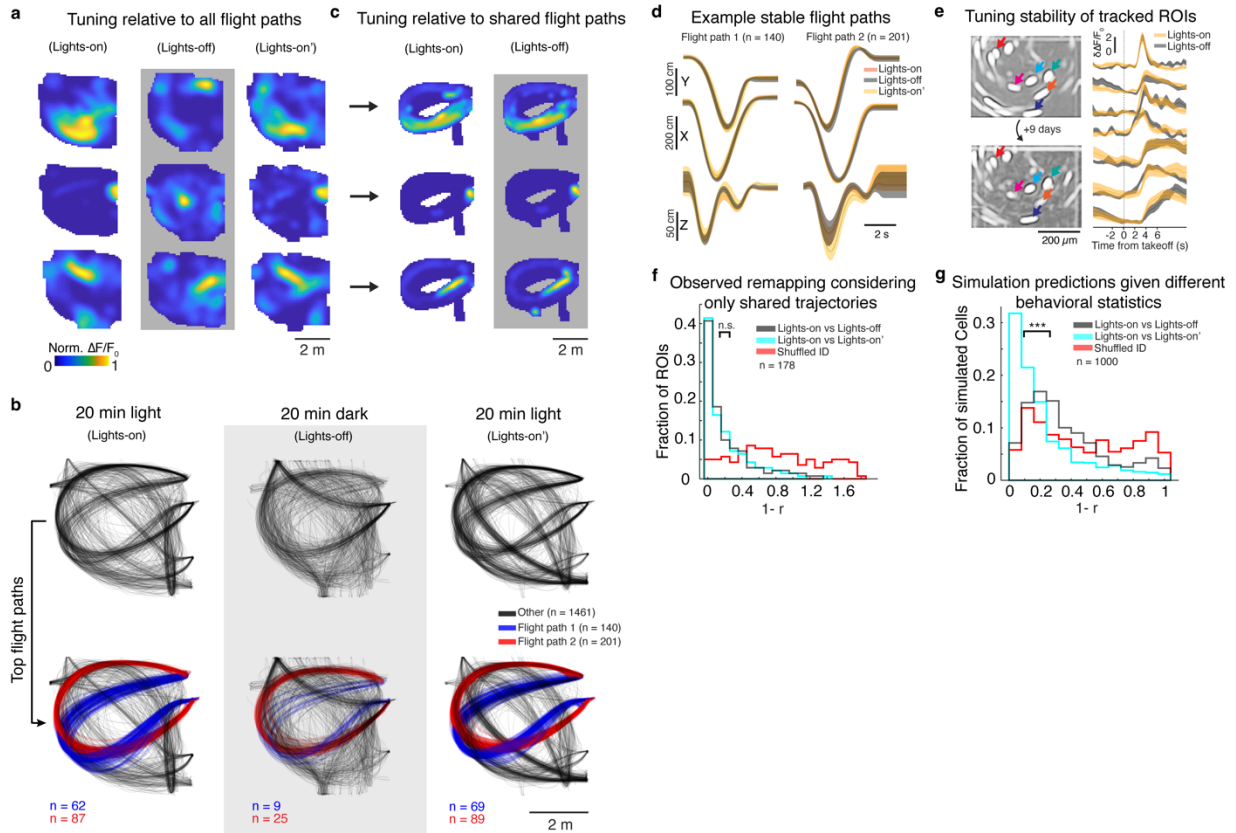 a
Tuning relative to all flight paths
(Lights-on)
(Lights-off)
(Lights-on')
Norm. ΔF/F0
0
1
2 m
c
Tuning relative to shared flight paths
(Lights-on)
(Lights-off)
2 m
d
Example stable flight paths
Flight path 1 (n = 140)
Flight path 2 (n = 201)
Lights-on
Lights-off
Lights-on'
100 cm
Y
200 cm
X
50 cm
Z
2 s
e
Tuning stability of tracked ROIs
+9 days
200 µm
δΔF/F0
2
1
0
Lights-on
Lights-off
-2 0 2 4 6 8
Time from takeoff (s)
b
20 min light
(Lights-on)
20 min dark
(Lights-off)
20 min light
(Lights-on')
Top flight paths
Other (n = 1461)
Flight path 1 (n = 140)
Flight path 2 (n = 201)
n = 62
n = 87
n = 9
n = 25
n = 69
n = 89
2 m
f
Observed remapping considering
only shared trajectories
n.s.
Lights-on vs Lights-off
Lights-on vs Lights-on'
Shuffled ID
n = 178
Fraction of ROIs
0.4
0.3
0.2
0.1
0
0 0.4 0.8 1.2 1.6
1- r
g
Simulation predictions given different
behavioral statistics
***
Lights-on vs Lights-off
Lights-on vs Lights-on'
Shuffled ID
n = 1000
Fraction of simulated Cells
0.3
0.2
0.1
0
0 0.2 0.4 0.6 0.8 1
1- r